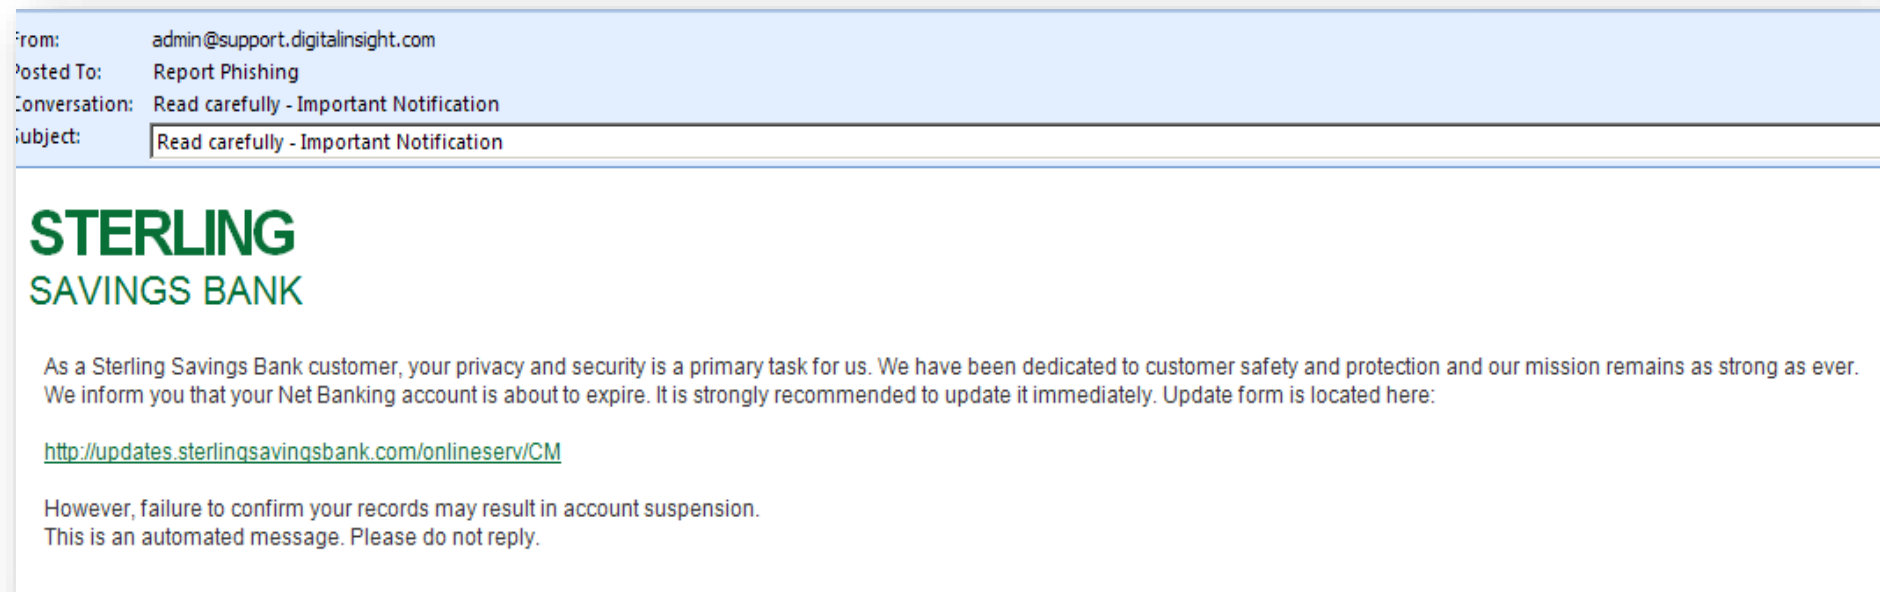 From: admin@support.digitalinsight.com
Posted To: Report Phishing
Conversation: Read carefully - Important Notification
Subject: Read carefully - Important Notification
STERLING
SAVINGS BANK
As a Sterling Savings Bank customer, your privacy and security is a primary task for us. We have been dedicated to customer safety and protection and our mission remains as strong as ever.
We inform you that your Net Banking account is about to expire. It is strongly recommended to update it immediately. Update form is located here:
http://updates.sterlingsavingsbank.com/onlineserv/CM
However, failure to confirm your records may result in account suspension.
This is an automated message. Please do not reply.